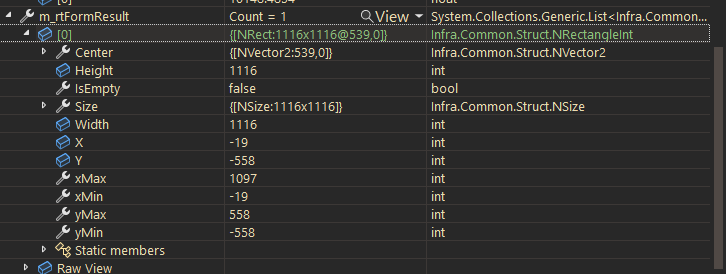 m_rtFormResult Count = 1 View System.Collections.Generic.List<Infra.Common...
[0] {[NRect:1116x1116@539,0]} Infra.Common.Struct.NRectangleInt
Center {[NVector2:539,0]} Infra.Common.Struct.NVector2
Height 1116 int
IsEmpty false bool
Size {[NSize:1116x1116]} Infra.Common.Struct.NSize
Width 1116 int
X -19 int
Y -558 int
xMax 1097 int
xMin -19 int
yMax 558 int
yMin -558 int
Static members
Raw View